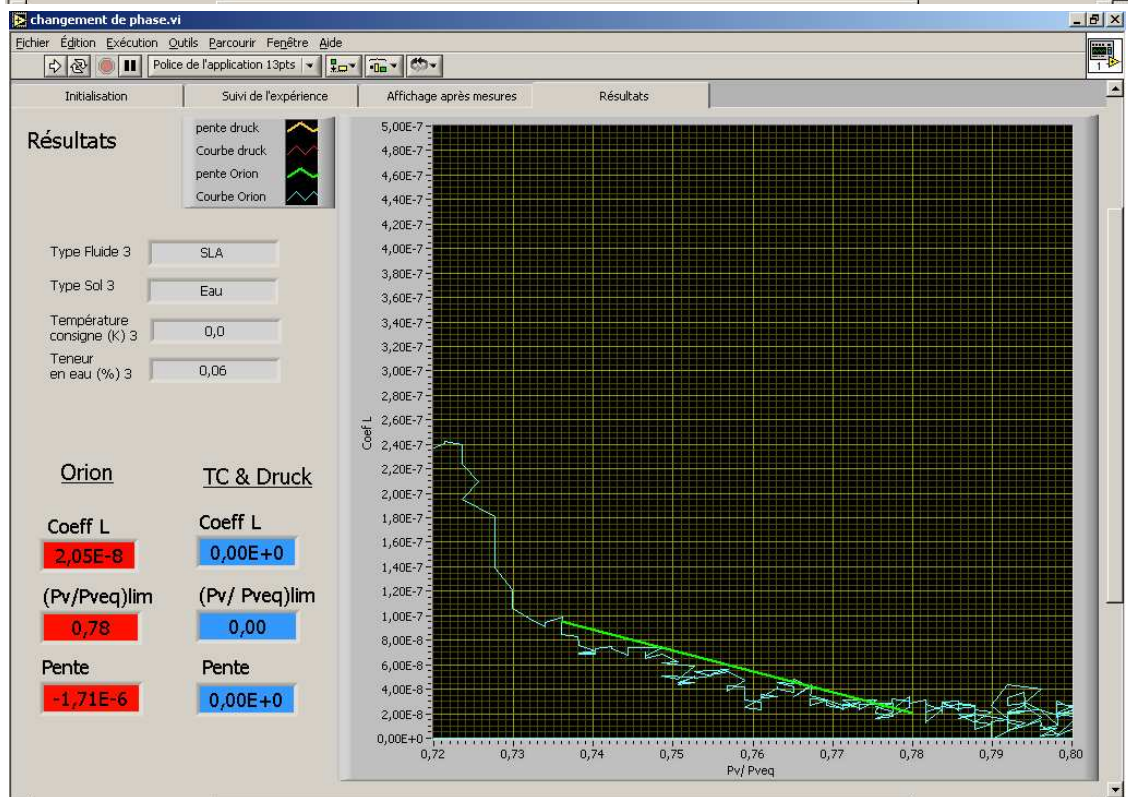 changement de phase.vi
Fichier Édition Exécution Outils Parcourir Fenêtre Aide
Police de l'application 13pts
1
Initialisation Suivi de l'expérience Affichage après mesures Résultats
Résultats
pente druck
Courbe druck
pente Orion
Courbe Orion
Type Fluide 3 SLA
Type Sol 3 Eau
Température
consigne (K) 3 0,0
Teneur
en eau (%) 3 0,06
Orion TC & Druck
Coeff L Coeff L
2,05E-8 0,00E+0
(Pv/Pveq)lim (Pv/ Pveq)lim
0,78 0,00
Pente Pente
-1,71E-6 0,00E+0
Coef L
5,00E-7
4,80E-7
4,60E-7
4,40E-7
4,20E-7
4,00E-7
3,80E-7
3,60E-7
3,40E-7
3,20E-7
3,00E-7
2,80E-7
2,60E-7
2,40E-7
2,20E-7
2,00E-7
1,80E-7
1,60E-7
1,40E-7
1,20E-7
1,00E-7
8,00E-8
6,00E-8
4,00E-8
2,00E-8
0,00E+0
0,72 0,73 0,74 0,75 0,76 0,77 0,78 0,79 0,80
Pv/ Pveq